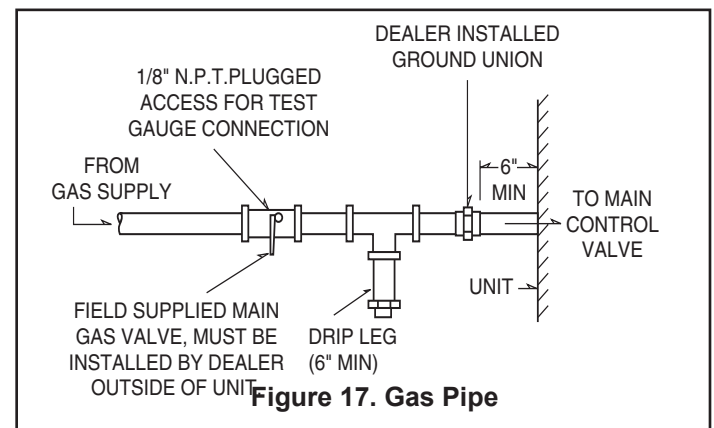 DEALER INSTALLED
GROUND UNION
1/8" N.P.T.PLUGGED
ACCESS FOR TEST
GAUGE CONNECTION
FROM
GAS SUPPLY
6"
MIN
TO MAIN
CONTROL
VALVE
UNIT
FIELD SUPPLIED MAIN
GAS VALVE, MUST BE
INSTALLED BY DEALER
OUTSIDE OF UNIT.
DRIP LEG
(6" MIN)
Figure 17. Gas Pipe